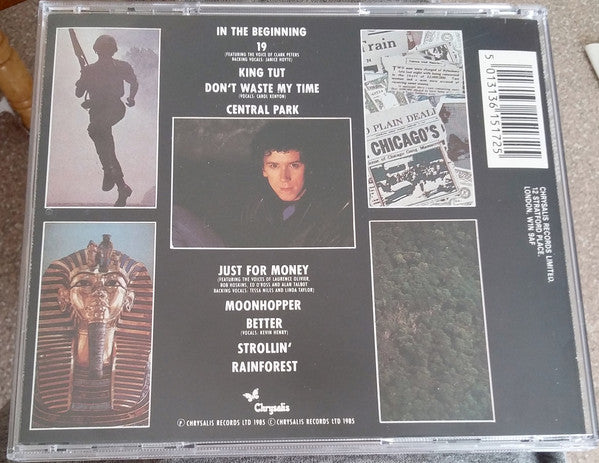 IN THE BEGINNING
19
(FEATURING THE VOICE OF CLARK PETERS
BACKING VOCALS: JANICE HOYTE)
KING TUT
DON'T WASTE MY TIME
(VOCALS: CAROL KENYON)
CENTRAL PARK
JUST FOR MONEY
(FEATURING THE VOICES OF LAURENCE OLIVIER,
BOB HOSKINS, ED O'ROSS AND ALAN TALBOT.
BACKING VOCALS: TESSA NILES AND LINDA TAYLOR)
MOONHOPPER
BETTER
(VOCALS: KEVIN HENRY)
STROLLIN'
RAINFOREST
Chrysalis
Ⓟ CHRYSALIS RECORDS LTD 1985 © CHRYSALIS RECORDS LTD 1985
rain
PLAIN DEALI
CHICAGO'S
5 013136 151725
CHRYSALIS RECORDS LIMITED,
12 STRATFORD PLACE,
LONDON, W1N 9AF